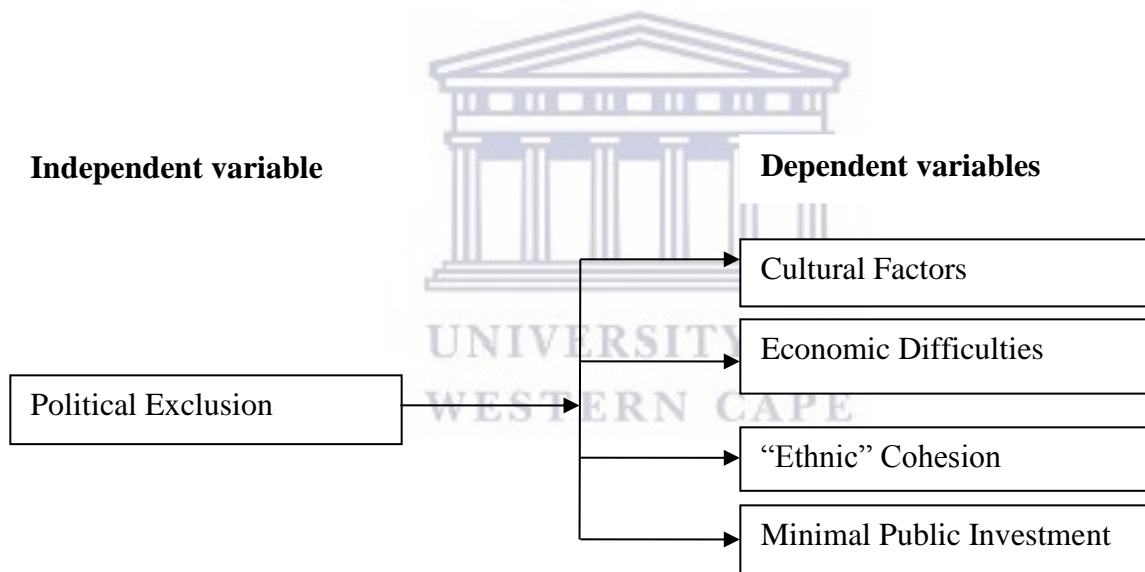 Independent variable
Dependent variables
Cultural Factors
UNIVERSITY
Economic Difficulties
Political Exclusion
WESTERN CAPE
“Ethnic” Cohesion
Minimal Public Investment